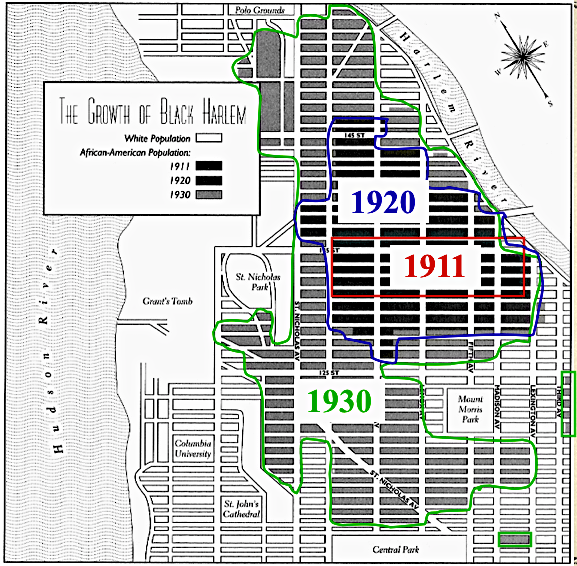 Polo Grounds
N
E
W
S
Harlem River
THE GROWTH OF BLACK HARLEM
White Population
African-American Population:
1911
1920
1930
145 ST
1920
1911
St. Nicholas
Park
Grant's Tomb
Hudson River
ST. NICHOLAS AV
125 ST
FIFTH AV
1930
Mount
Morris
Park
MADISON AV
LEXINGTON AV
THIRD AV
Columbia
University
ST. NICHOLAS AV
St. John's
Cathedral
Central Park